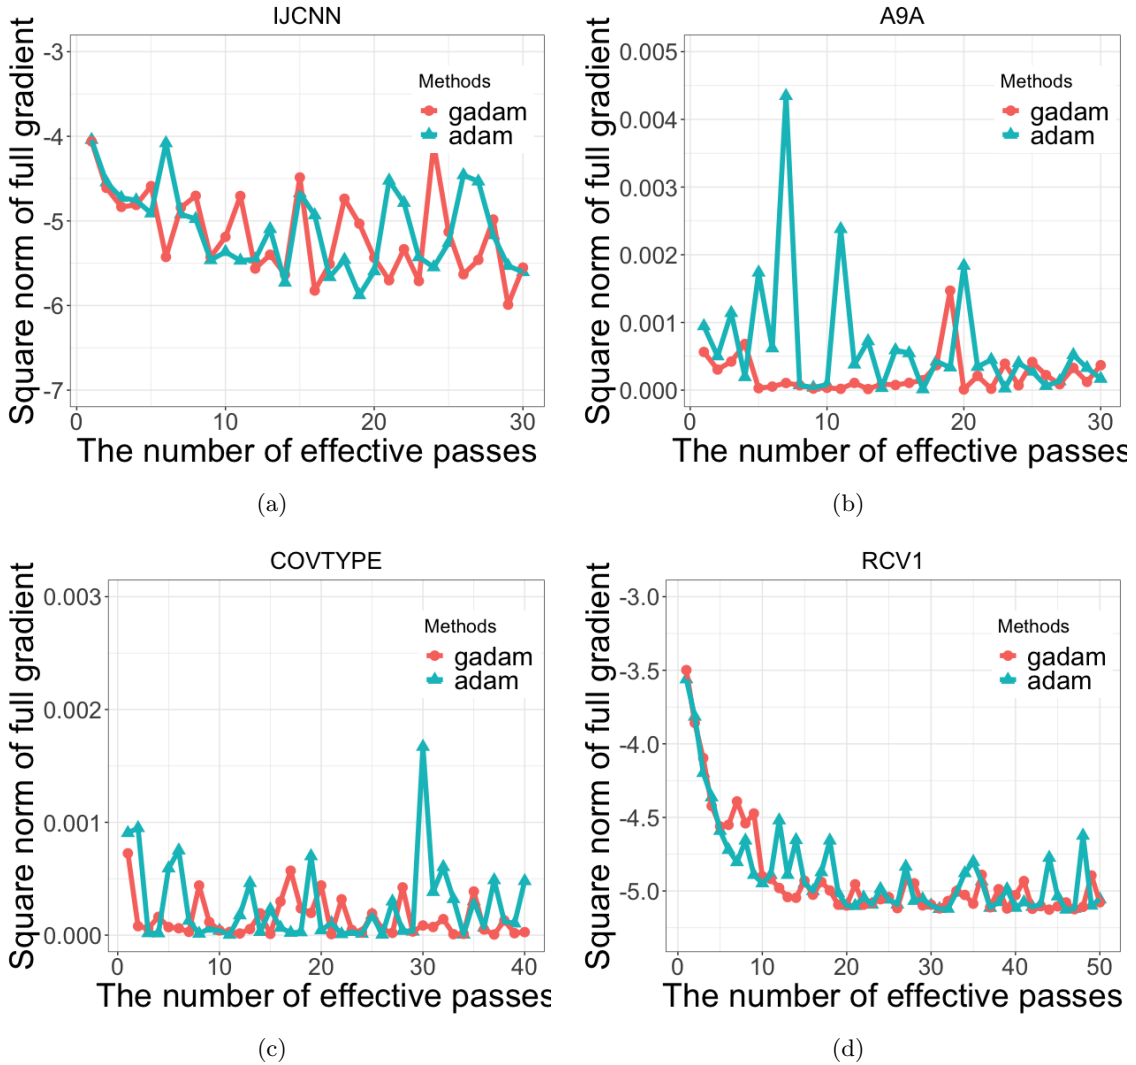 IJCNN
Square norm of full gradient
-3
-4
-5
-6
-7
Methods
gadam
adam
0 10 20 30
The number of effective passes
(a)
A9A
Square norm of full gradient
0.005
0.004
0.003
0.002
0.001
0.000
Methods
gadam
adam
0 10 20 30
The number of effective passes
(b)
COVTYPE
Square norm of full gradient
0.003
0.002
0.001
0.000
Methods
gadam
adam
0 10 20 30 40
The number of effective passes
(c)
RCV1
Square norm of full gradient
-3.0
-3.5
-4.0
-4.5
-5.0
Methods
gadam
adam
0 10 20 30 40 50
The number of effective passes
(d)